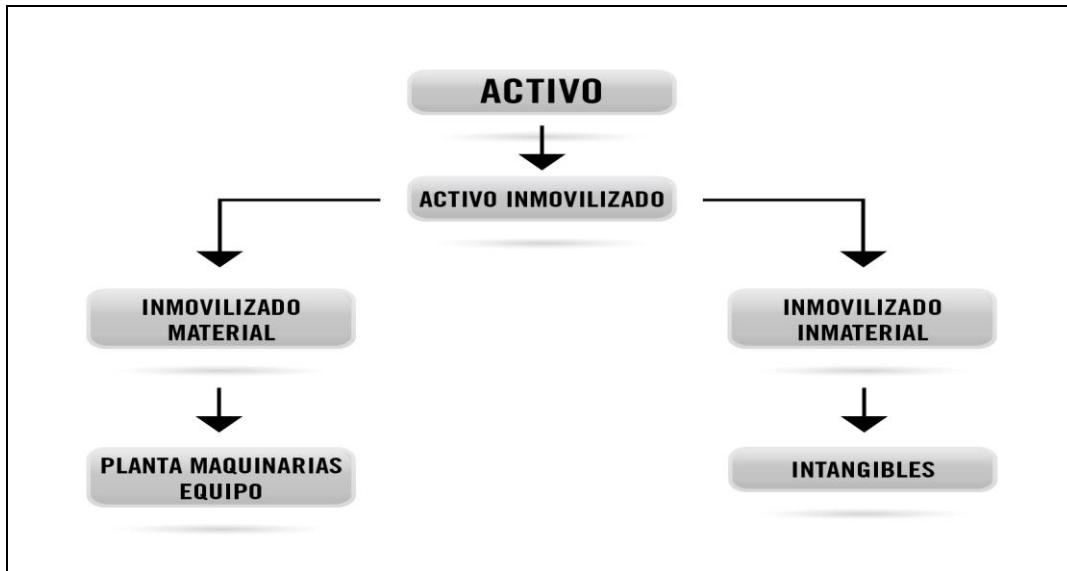 ACTIVO
ACTIVO INMOVILIZADO
INMOVILIZADO
MATERIAL
INMOVILIZADO
INMATERIAL
PLANTA MAQUINARIAS
EQUIPO
INTANGIBLES